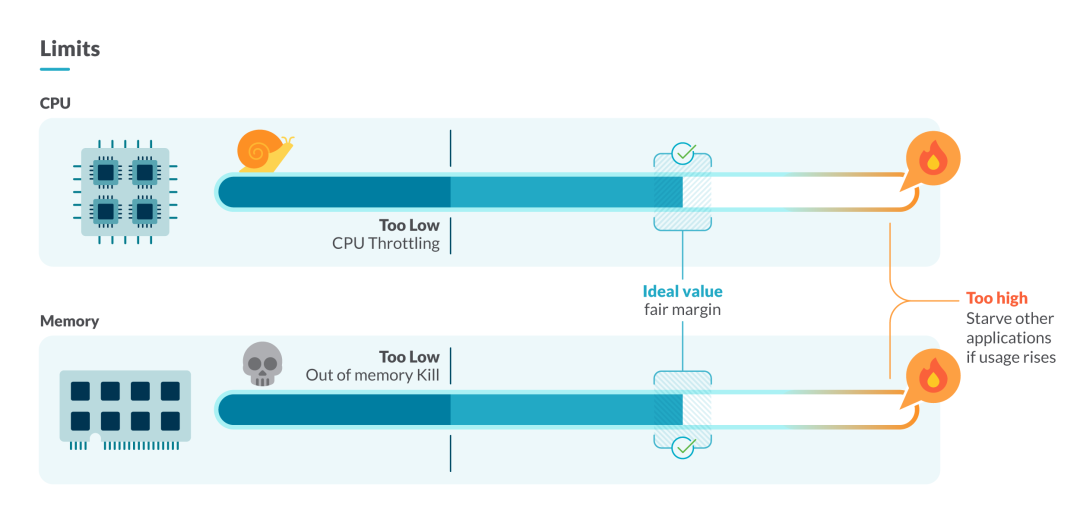 Limits
CPU
Too Low
CPU Throttling
Ideal value
fair margin
Too high
Starve other
applications
if usage rises
Memory
Too Low
Out of memory Kill